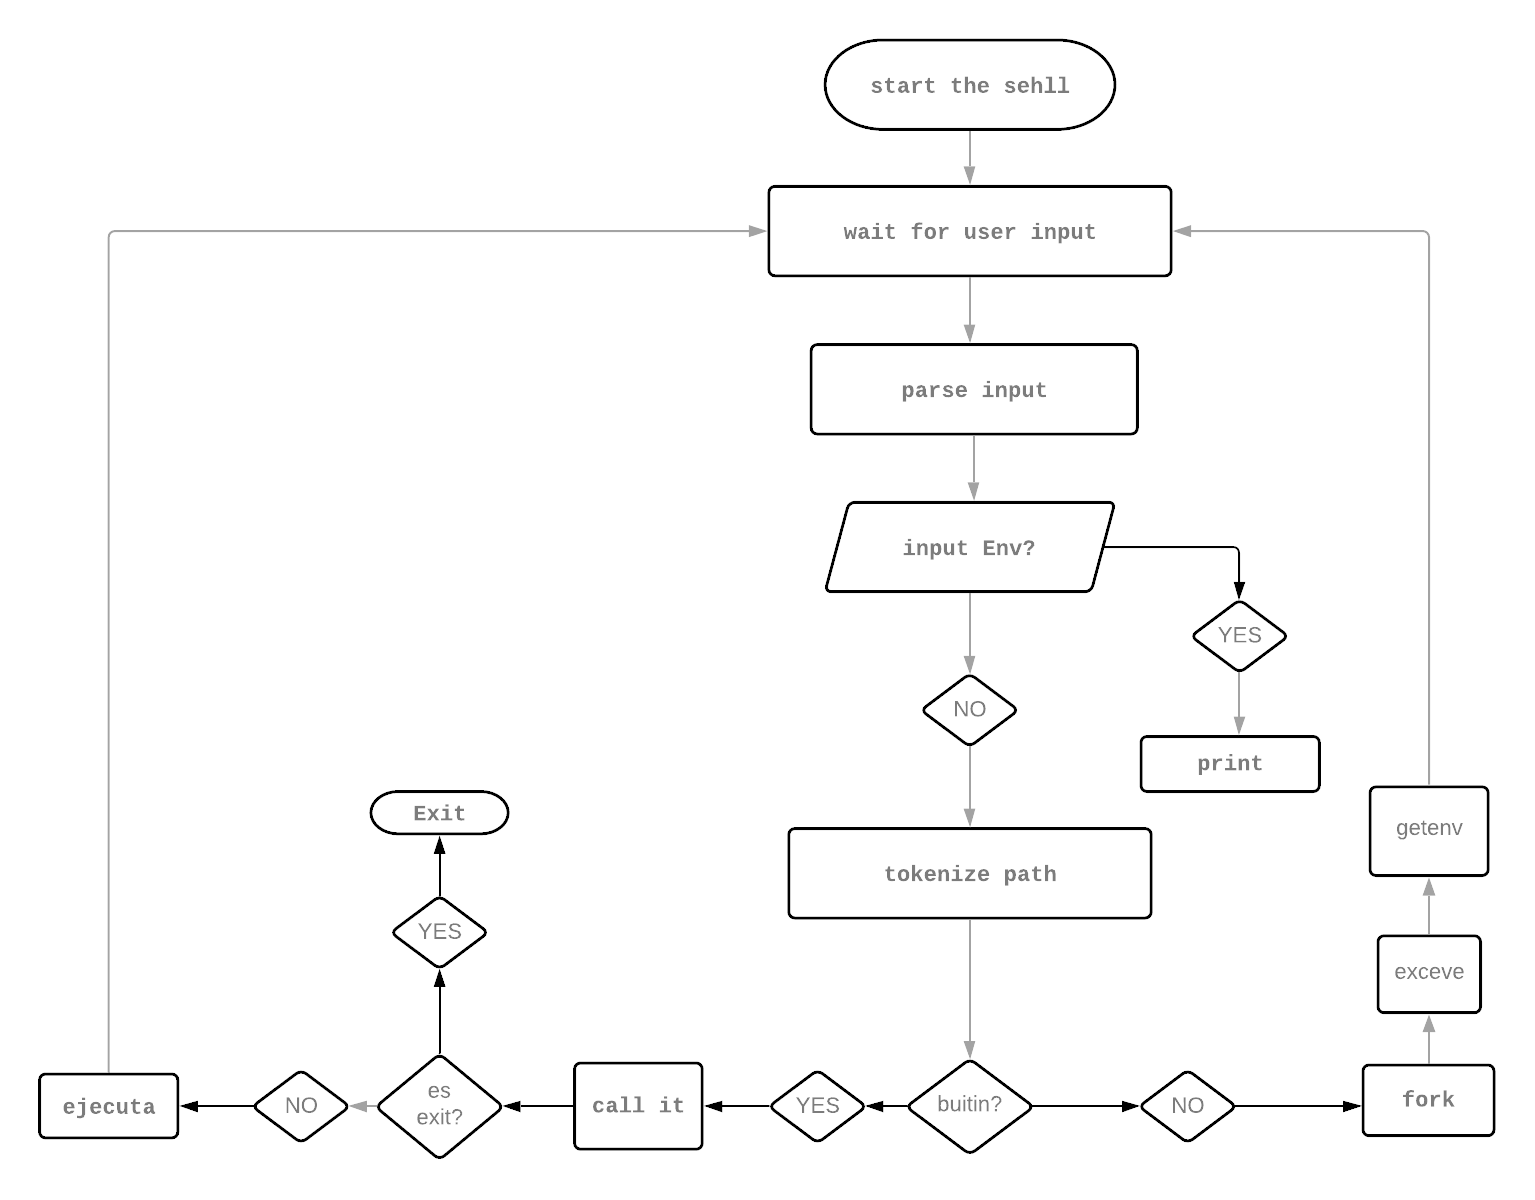 start the sehll
wait for user input
parse input
input Env?
YES
NO
print
Exit
getenv
tokenize path
YES
exceve
es
exit?
ejecuta
NO
call it
YES
buitin?
NO
fork